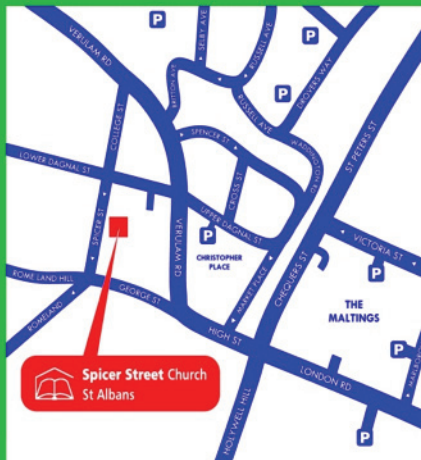 VERULAM RD
SELBY AVE
RUSSELL AVE
DROVERS WAY
P
P
P
BRITTON AVE
COLLEGE ST
RUSSELL AVE
SPENCER ST
WADDINGTON RD
ST PETERS ST
LOWER DAGNAL ST
CROSS ST
SPICER ST
UPPER DAGNAL ST
VERULAM RD
P
CHRISTOPHER
PLACE
VICTORIA ST
P
ROME LAND HILL
GEORGE ST
MARKET PLACE
CHEQUERS ST
THE
MALTINGS
ROMELAND
HIGH ST
LONDON RD
P
Spicer Street Church
St Albans
HOLYWELL HILL
P